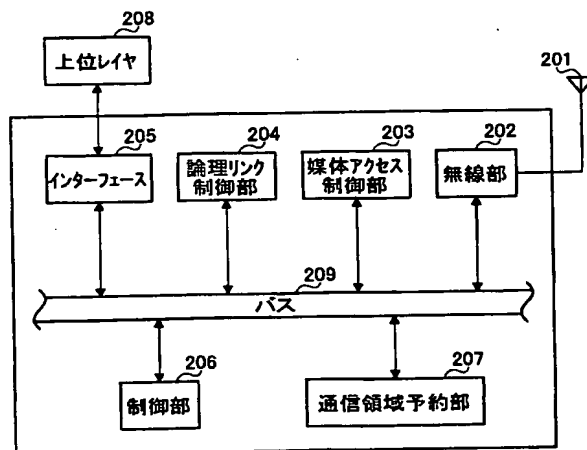 208
上位レイヤ
201
205
インターフェース
204
論理リンク
制御部
203
媒体アクセス
制御部
202
無線部
209
バス
206
制御部
207
通信領域予約部